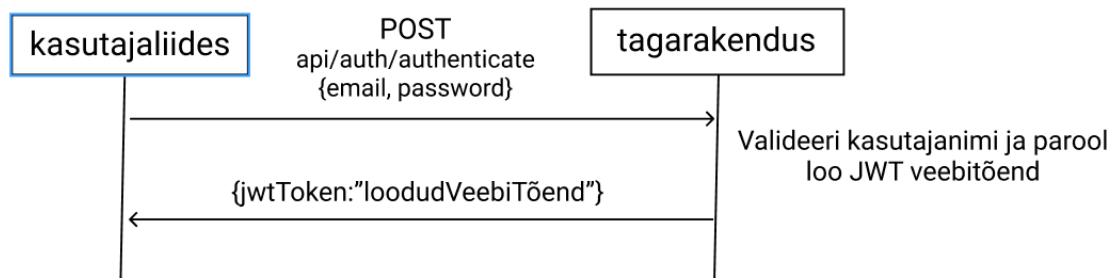 kasutajaliides
POST
api/auth/authenticate
{email, password}
tagarakendus
Valideeri kasutajanimi ja parool
loo JWT veebitõend
{jwtToken:”loodudVeebiTõend”}